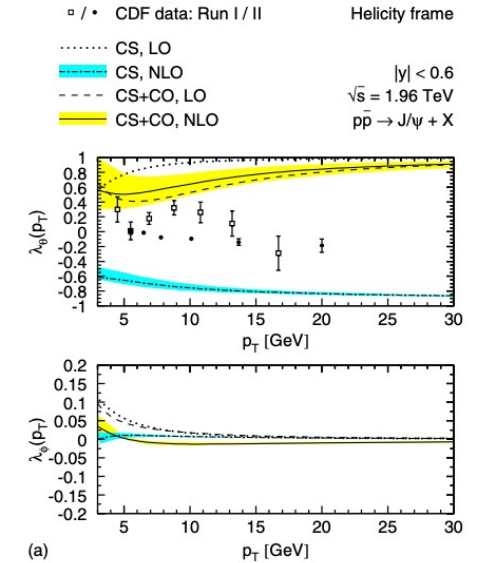 □ / • CDF data: Run I / II Helicity frame
CS, LO
CS, NLO |y| < 0.6
CS+CO, LO √s = 1.96 TeV
CS+CO, NLO pp̄ → J/ψ + X
1
0.8
0.6
0.4
0.2
0
-0.2
-0.4
-0.6
-0.8
-1
λθ(pT)
5 10 15 20 25 30
pT [GeV]
0.2
0.15
0.1
0.05
0
-0.05
-0.1
-0.15
-0.2
λϕ(pT)
5 10 15 20 25 30
(a) pT [GeV]